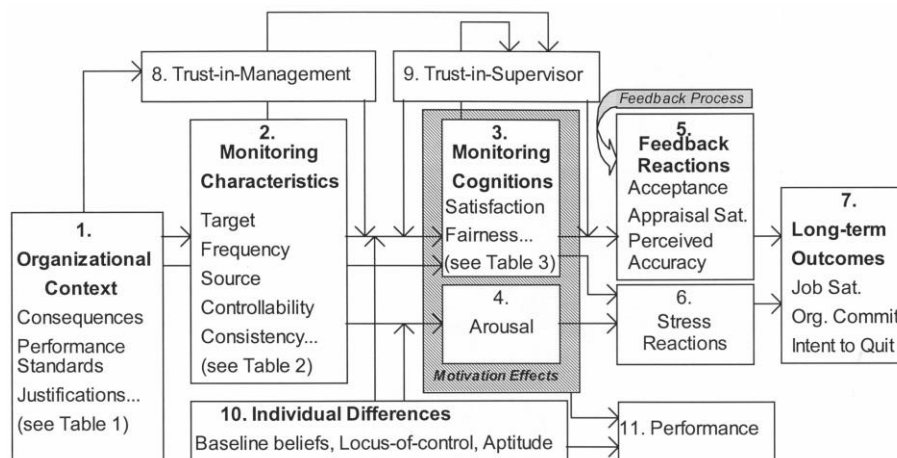 8. Trust-in-Management
9. Trust-in-Supervisor
Feedback Process
1.
Organizational
Context
Consequences
Performance
Standards
Justifications...
(see Table 1)
2.
Monitoring
Characteristics
Target
Frequency
Source
Controllability
Consistency...
(see Table 2)
3.
Monitoring
Cognitions
Satisfaction
Fairness...
(see Table 3)
4.
Arousal
Motivation Effects
5.
Feedback
Reactions
Acceptance
Appraisal Sat.
Perceived
Accuracy
6.
Stress
Reactions
7.
Long-term
Outcomes
Job Sat.
Org. Commit
Intent to Quit
10. Individual Differences
Baseline beliefs, Locus-of-control, Aptitude
11. Performance